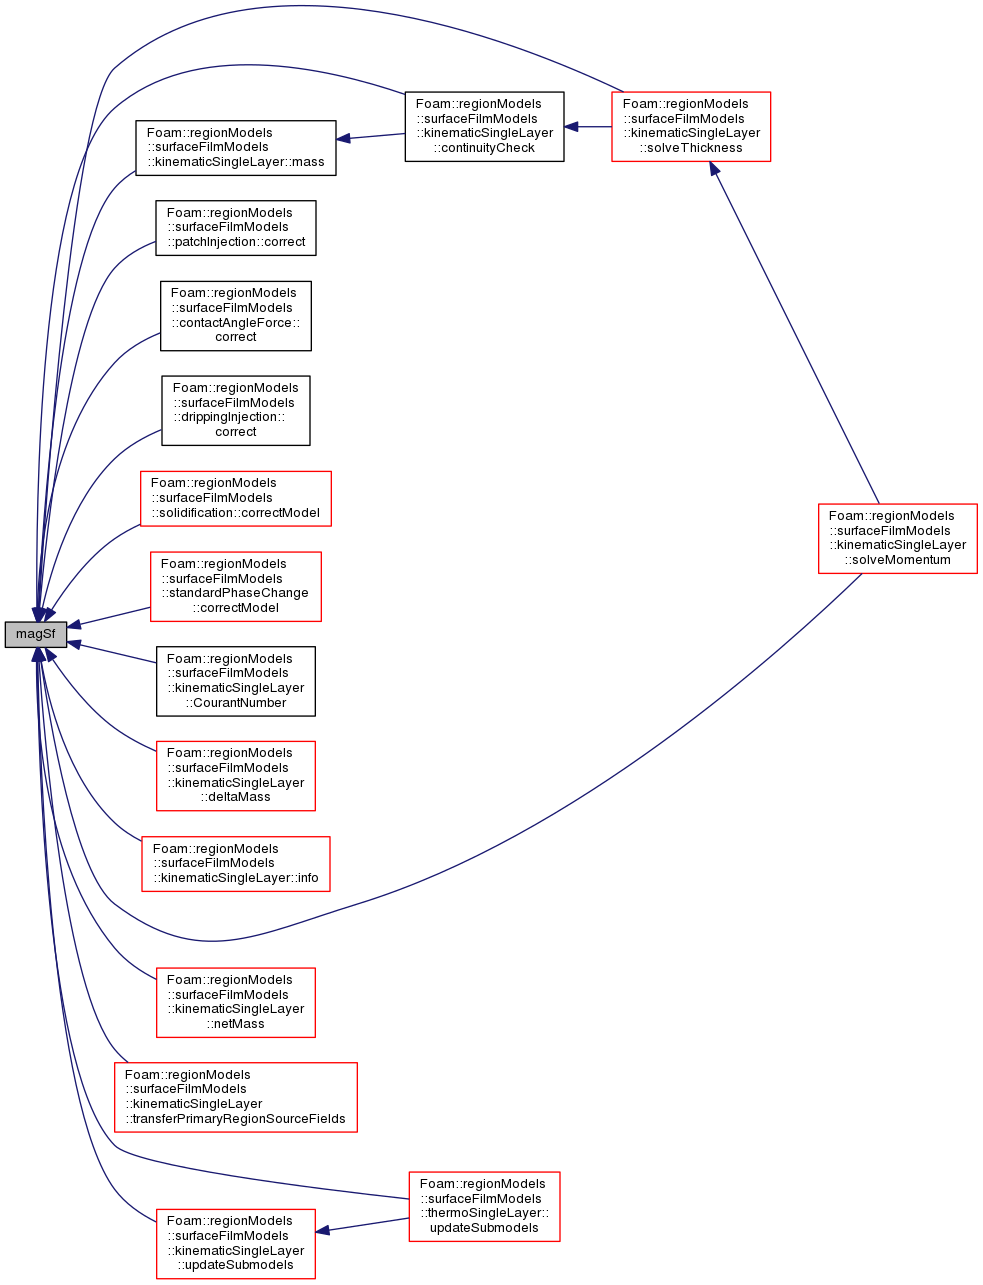 Foam::regionModels
::surfaceFilmModels
::kinematicSingleLayer
::continuityCheck
Foam::regionModels
::surfaceFilmModels
::kinematicSingleLayer
::solveThickness
Foam::regionModels
::surfaceFilmModels
::kinematicSingleLayer::mass
Foam::regionModels
::surfaceFilmModels
::patchInjection::correct
Foam::regionModels
::surfaceFilmModels
::contactAngleForce::
correct
Foam::regionModels
::surfaceFilmModels
::drippingInjection::
correct
Foam::regionModels
::surfaceFilmModels
::solidification::correctModel
Foam::regionModels
::surfaceFilmModels
::kinematicSingleLayer
::solveMomentum
Foam::regionModels
::surfaceFilmModels
::standardPhaseChange
::correctModel
magSf
Foam::regionModels
::surfaceFilmModels
::kinematicSingleLayer
::CourantNumber
Foam::regionModels
::surfaceFilmModels
::kinematicSingleLayer
::deltaMass
Foam::regionModels
::surfaceFilmModels
::kinematicSingleLayer::info
Foam::regionModels
::surfaceFilmModels
::kinematicSingleLayer
::netMass
Foam::regionModels
::surfaceFilmModels
::kinematicSingleLayer
::transferPrimaryRegionSourceFields
Foam::regionModels
::surfaceFilmModels
::thermoSingleLayer::
updateSubmodels
Foam::regionModels
::surfaceFilmModels
::kinematicSingleLayer
::updateSubmodels